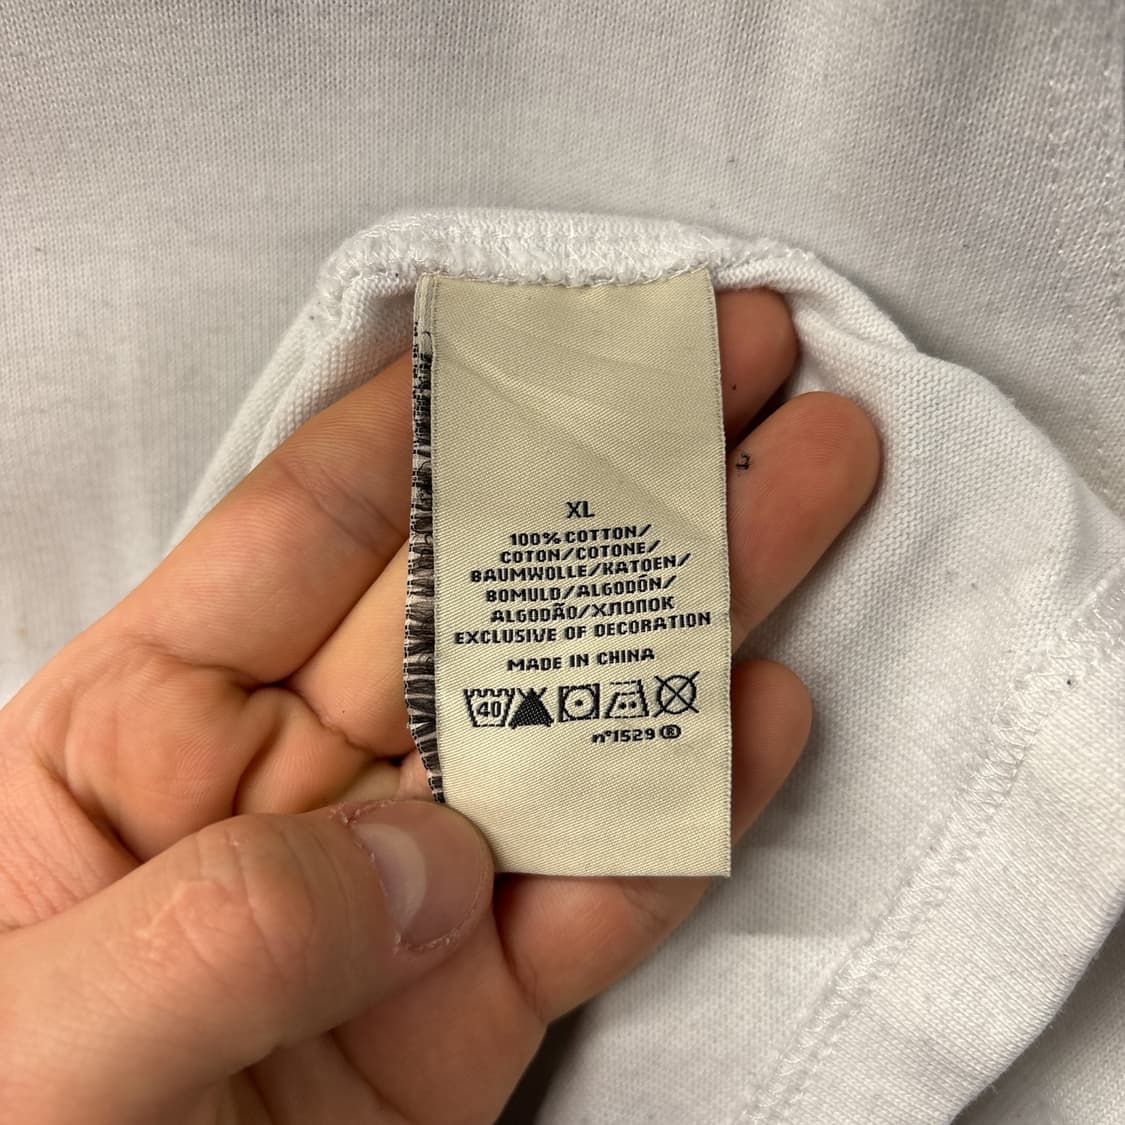 XL
100% COTTON/
COTON/COTONE/
BAUMWOLLE/KATOEN/
BOMULD/ALGODÓN/
ALGODÃO/ХЛОПОК
EXCLUSIVE OF DECORATION
MADE IN CHINA
40
n°1529 ®